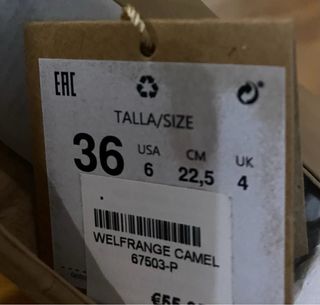 EAC
TALLA/SIZE
36 USA 6 CM 22,5 UK 4
WELFRANGE CAMEL
67503-P